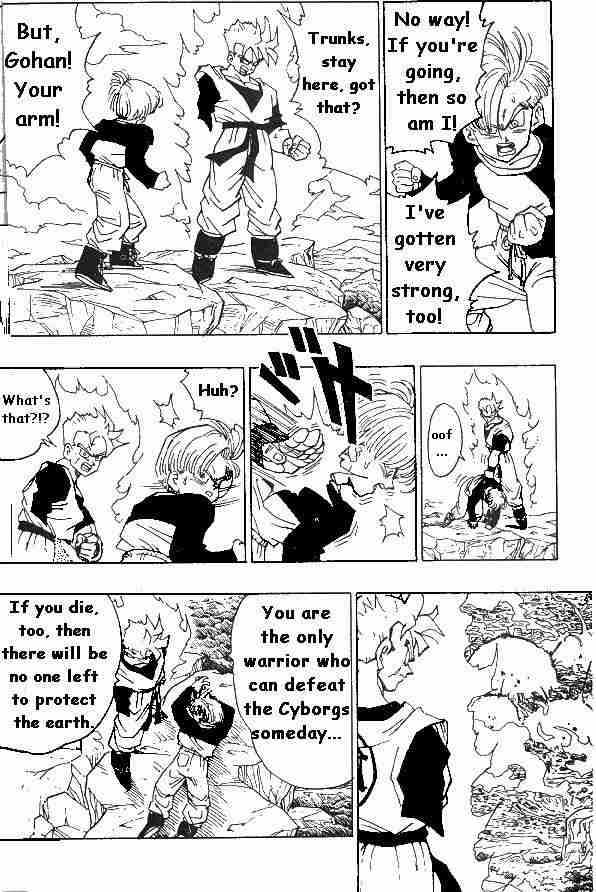 But,
Gohan!
Your
arm!
Trunks,
stay
here, got
that?
No way!
If you're
going,
then so
am I!
I've
gotten
very
strong,
too!
What's
that?!?
Huh?
oof
...
If you die,
too, then
there will be
no one left
to protect
the earth.
You are
the only
warrior who
can defeat
the Cyborgs
someday...